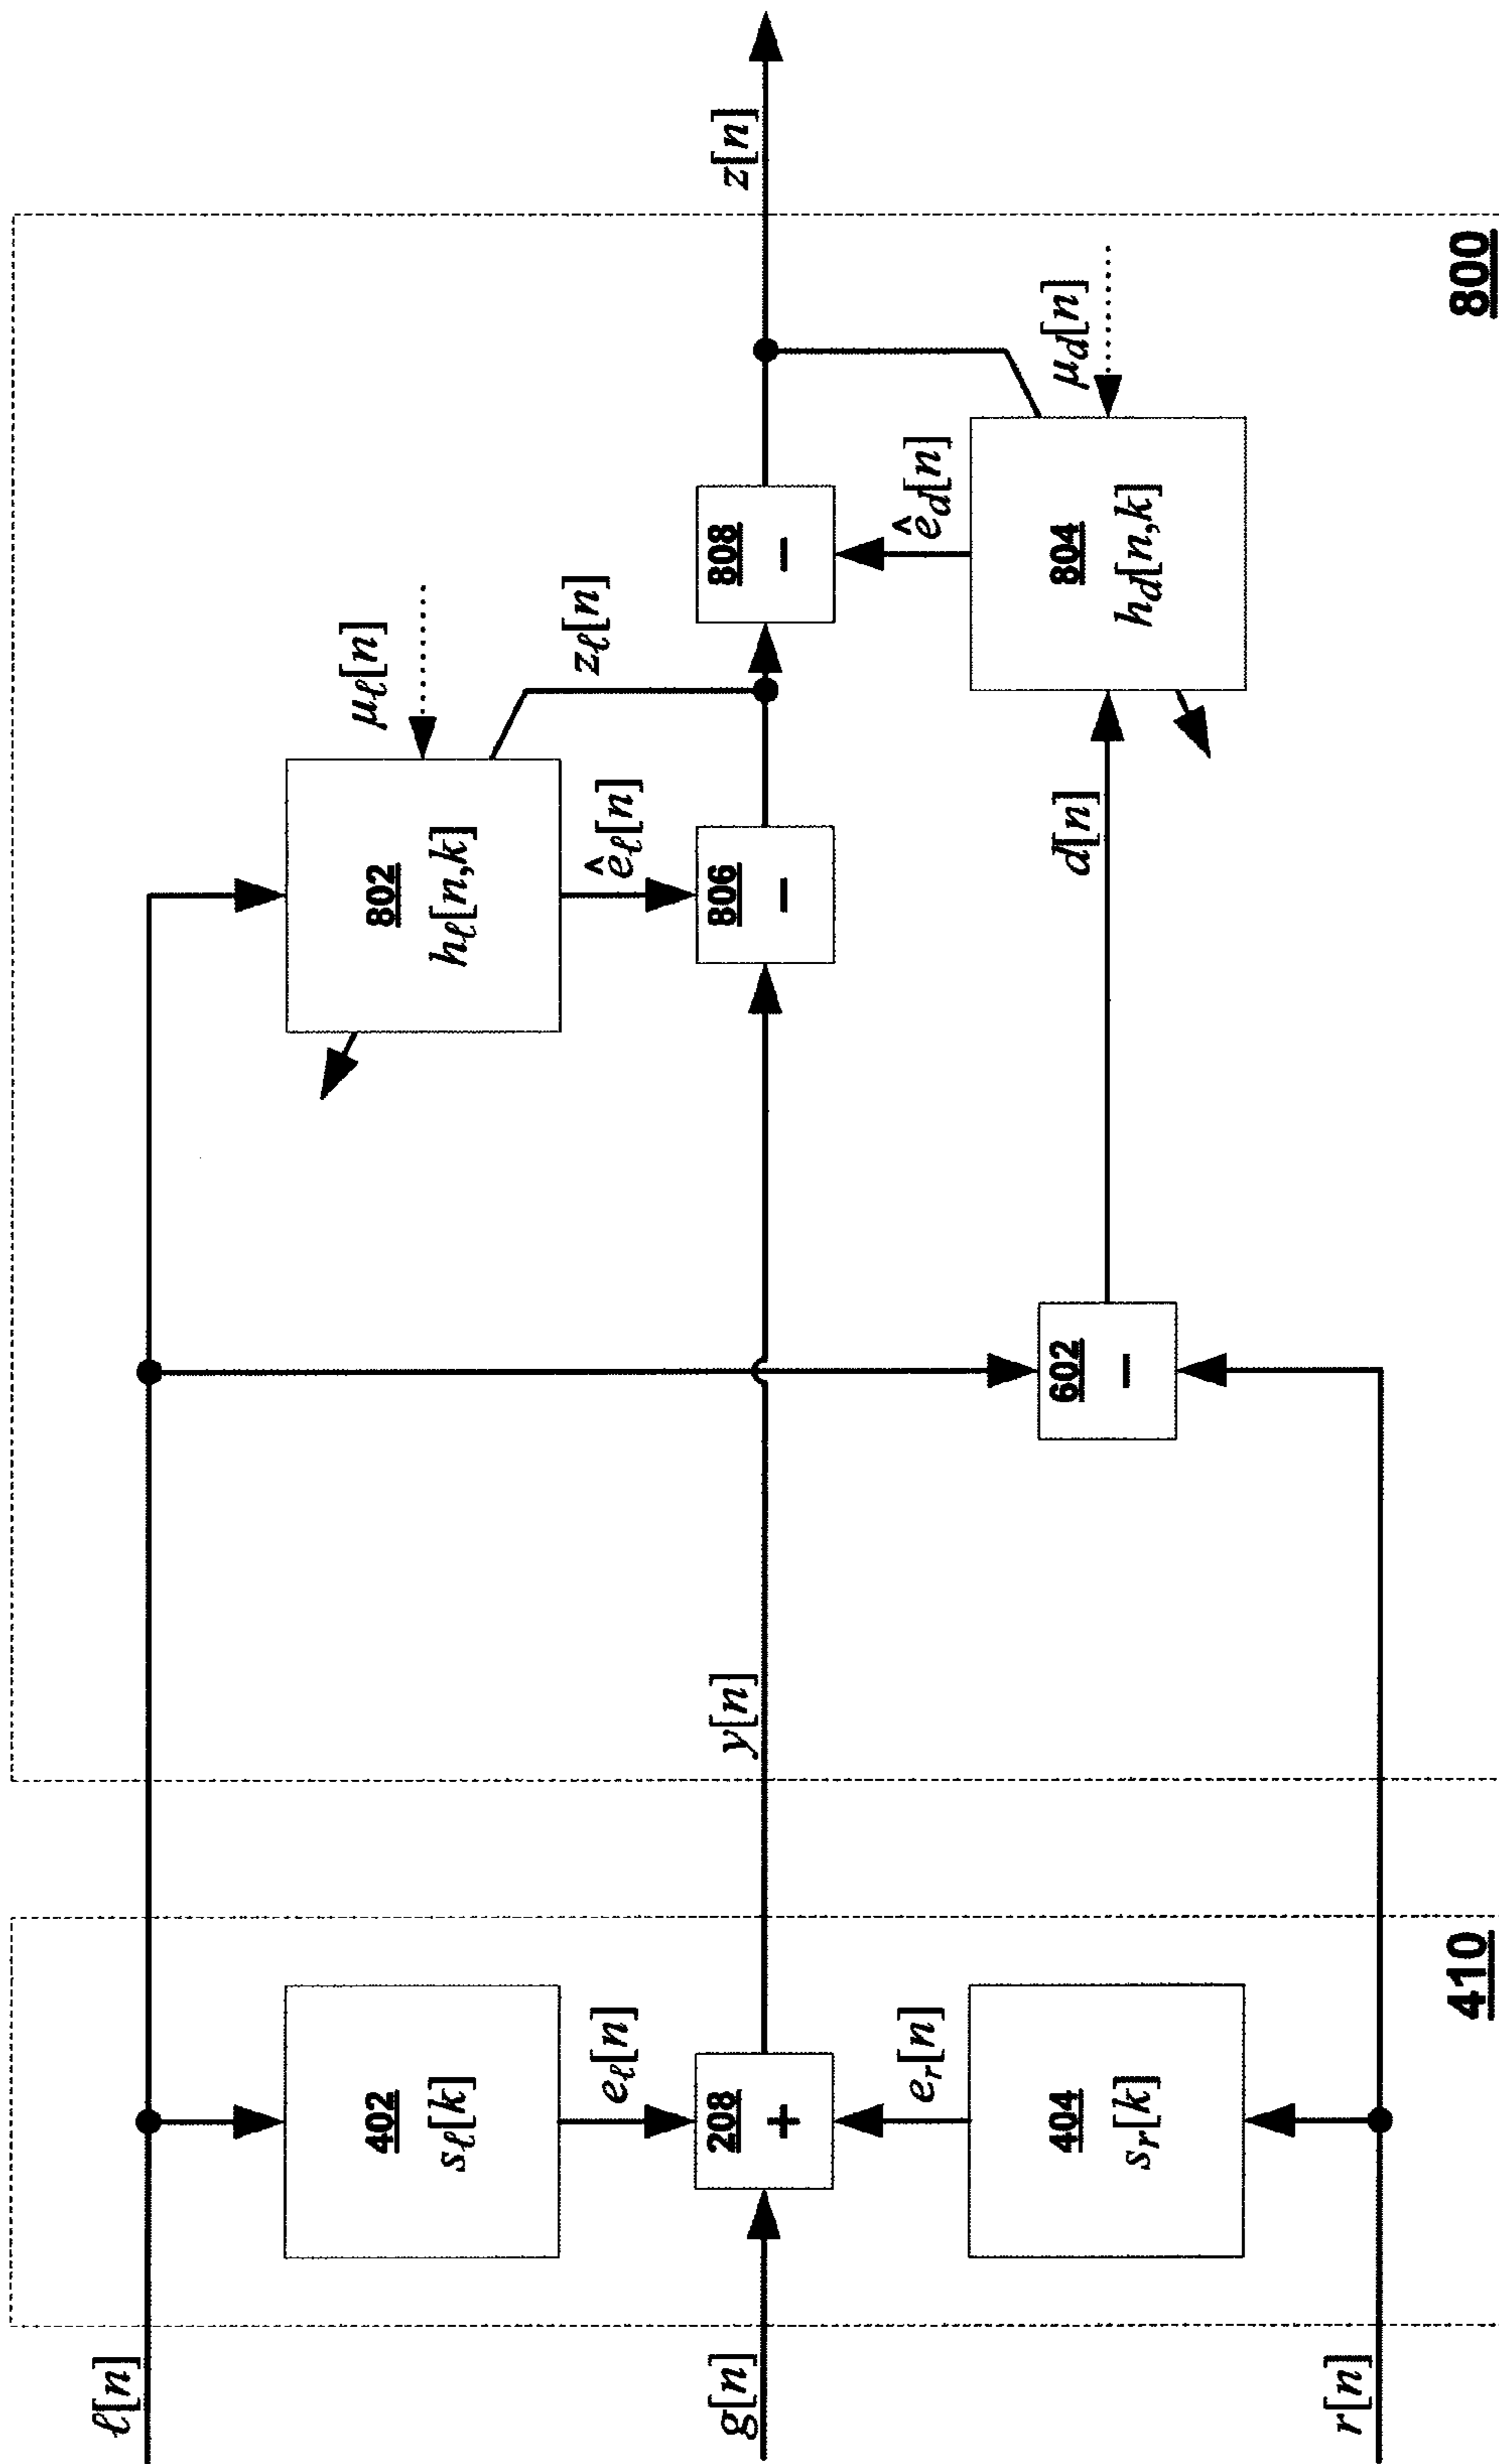 ℓ[n]
g[n]
r[n]
402
sℓ[k]
eℓ[n]
208
+
er[n]
404
sr[k]
410
y[n]
602
−
d[n]
802
hℓ[n,k]
μℓ[n]
êℓ[n]
806
−
zℓ[n]
808
−
êd[n]
804
hd[n,k]
μd[n]
z[n]
800